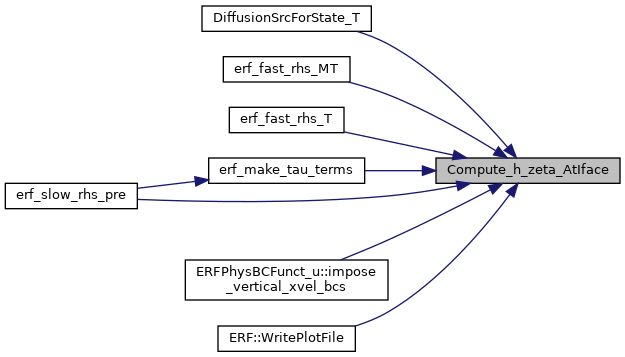 DiffusionSrcForState_T
erf_fast_rhs_MT
erf_fast_rhs_T
erf_make_tau_terms
Compute_h_zeta_AtIface
erf_slow_rhs_pre
ERFPhysBCFunct_u::impose
_vertical_xvel_bcs
ERF::WritePlotFile